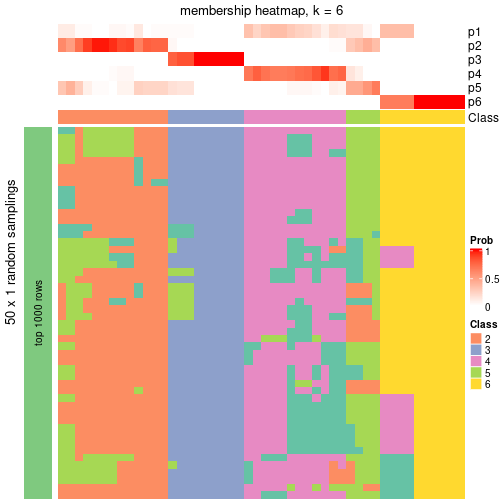 membership heatmap, k = 6
p1
p2
p3
p4
p5
p6
Class
50 x 1 random samplings
top 1000 rows
Prob
1
0.5
0
Class
2
3
4
5
6